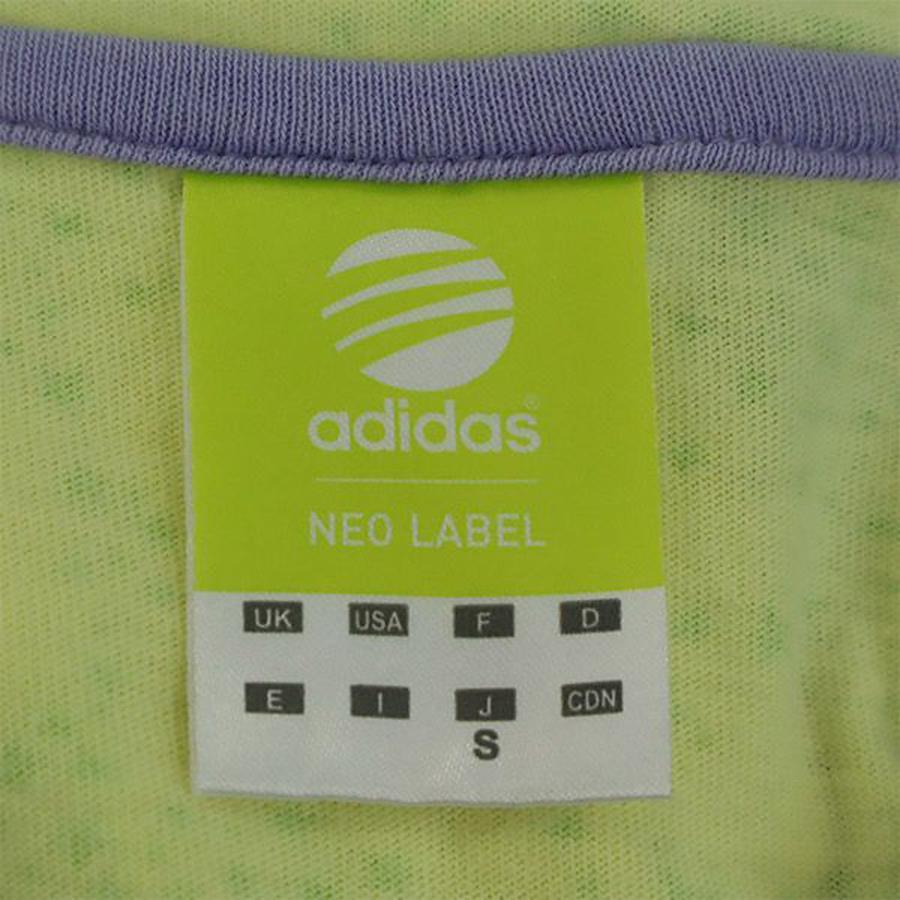 adidas®
NEO LABEL
UK USA F D
E I J CDN
S